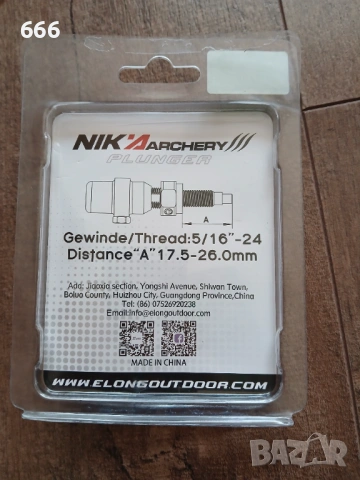 666
NIKA ARCHERY
PLUNGER
A
Gewinde/Thread:5/16"-24
Distance"A"17.5-26.0mm
Add: Jiaoxia section, Yongshi Avenue, Shiwan Town,
Boluo County, Huizhou City, Guangdong Province,China
Tel: (86) 07526920238
Email:info@elongoutdoor.com
MADE IN CHINA
WWW.ELONGOUTDOOR.COM
BAZAR